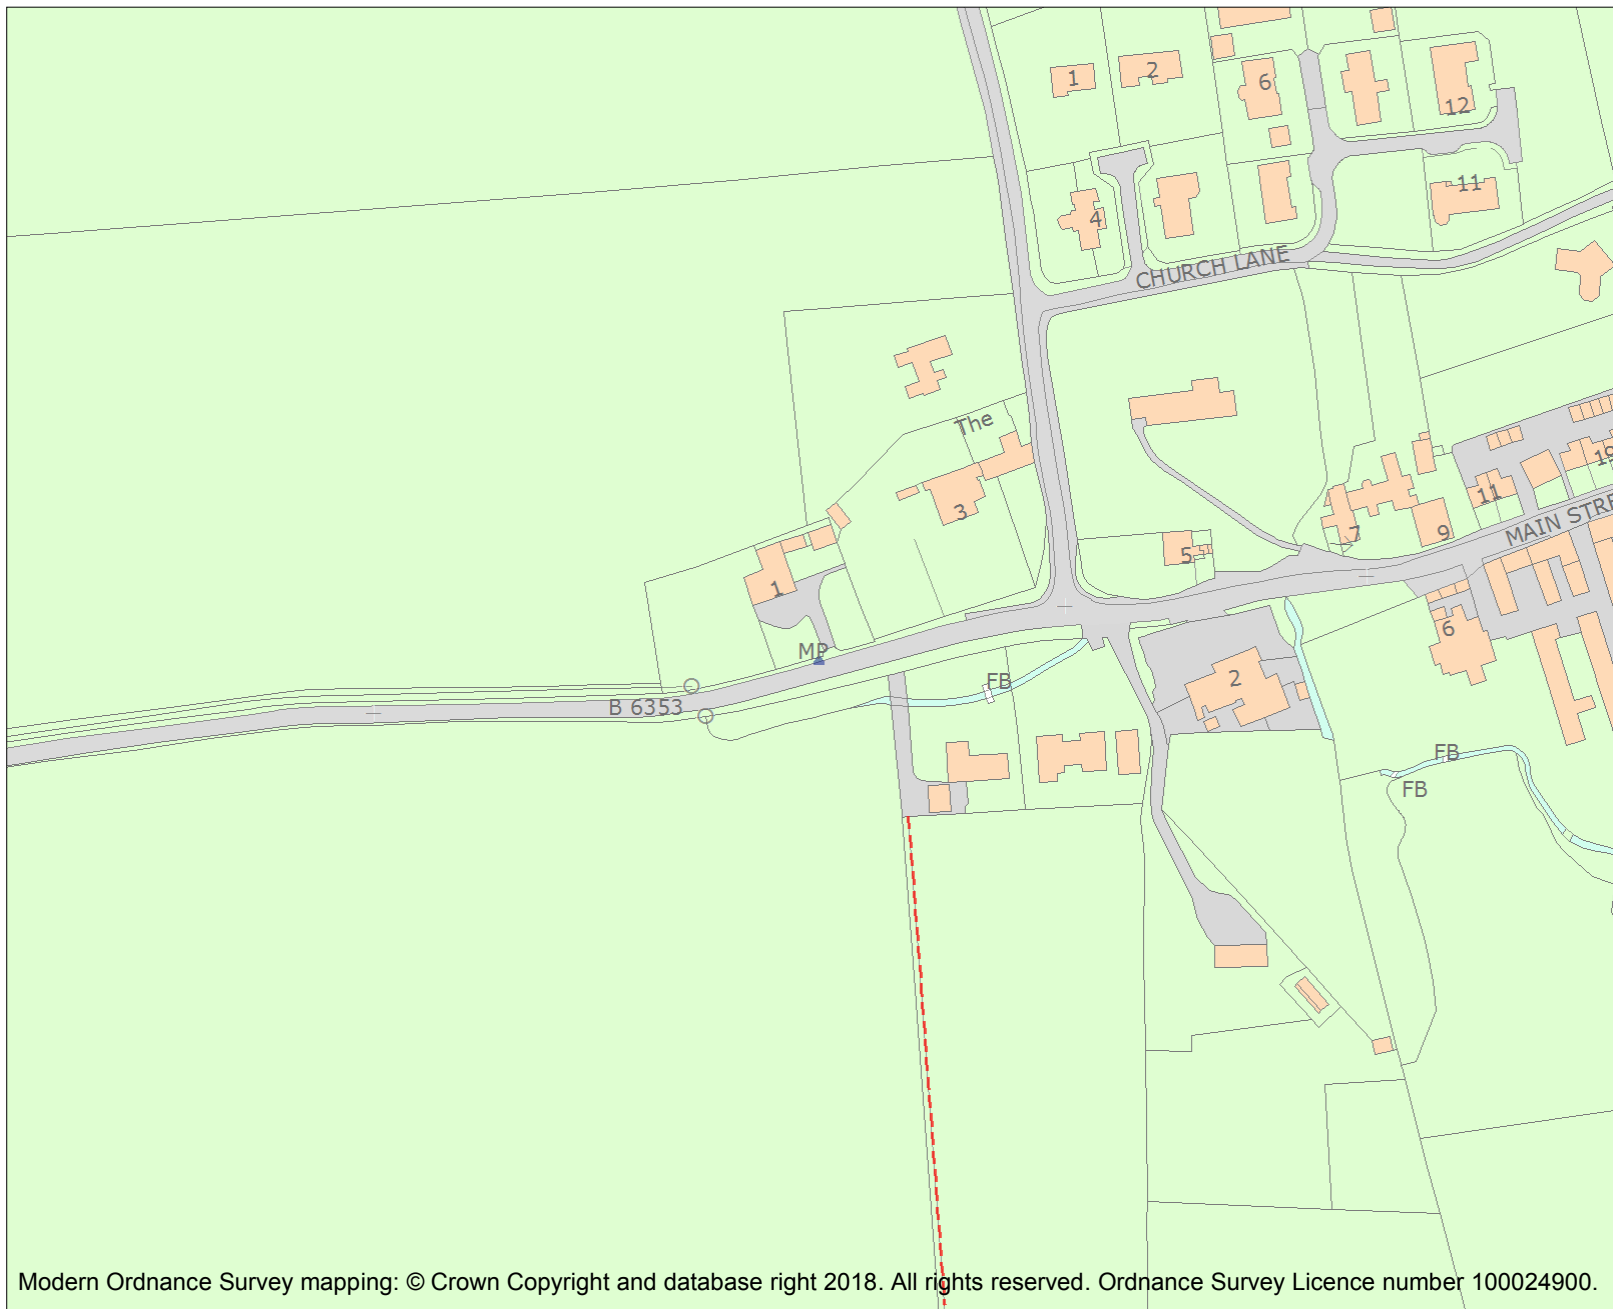 1
2
6
12
11
4
CHURCH LANE
The
3
19
11
7
9
MAIN STRE
5
1
MP
6
FB
2
B 6353
FB
FB
Modern Ordnance Survey mapping: © Crown Copyright and database right 2018. All rights reserved. Ordnance Survey Licence number 100024900.